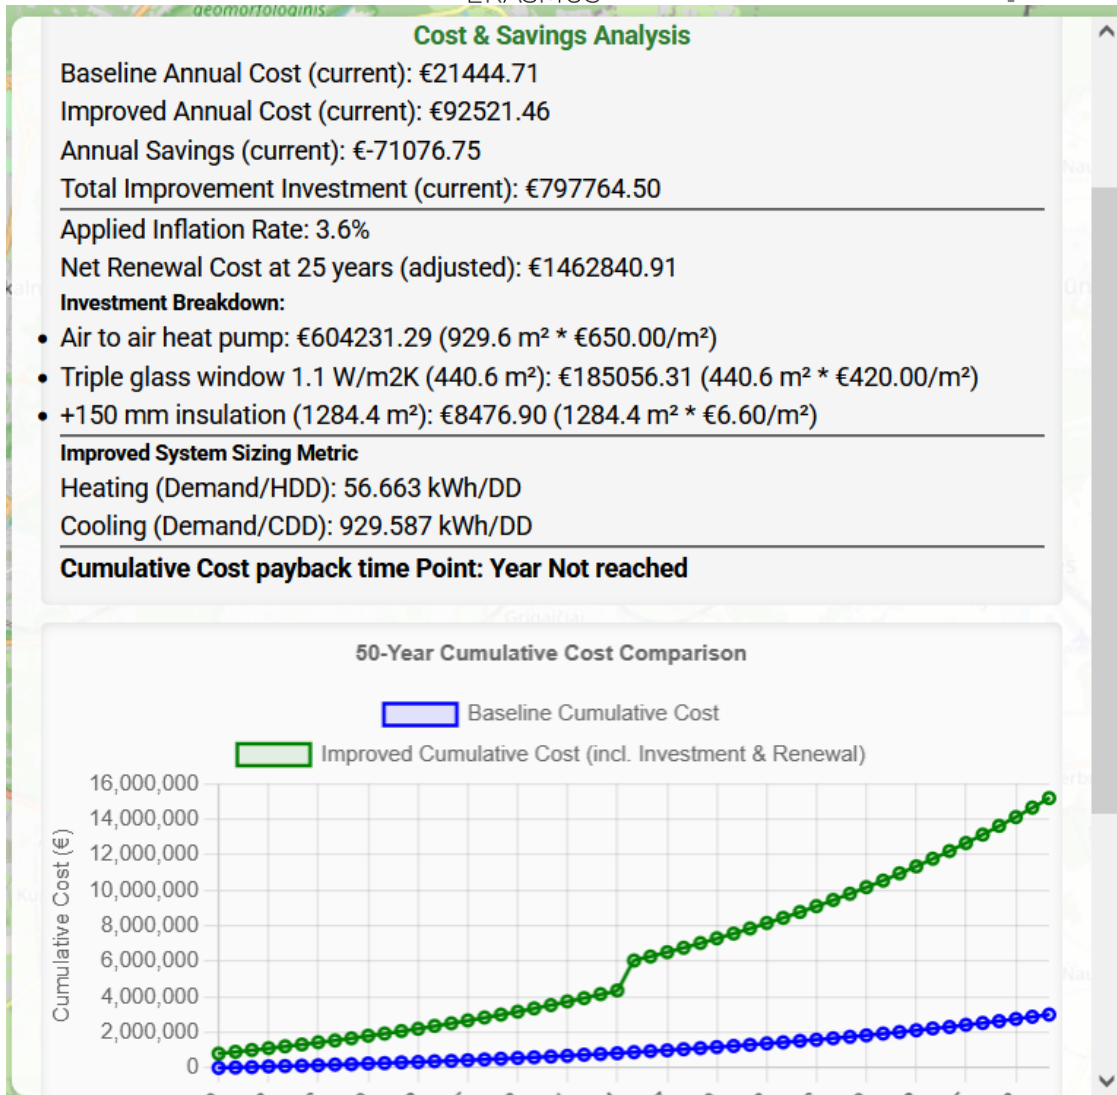 geomorfologinis
Cost & Savings Analysis
Baseline Annual Cost (current): €21444.71
Improved Annual Cost (current): €92521.46
Annual Savings (current): €-71076.75
Total Improvement Investment (current): €797764.50
Applied Inflation Rate: 3.6%
Net Renewal Cost at 25 years (adjusted): €1462840.91
Investment Breakdown:
• Air to air heat pump: €604231.29 (929.6 m² * €650.00/m²)
• Triple glass window 1.1 W/m2K (440.6 m²): €185056.31 (440.6 m² * €420.00/m²)
• +150 mm insulation (1284.4 m²): €8476.90 (1284.4 m² * €6.60/m²)
Improved System Sizing Metric
Heating (Demand/HDD): 56.663 kWh/DD
Cooling (Demand/CDD): 929.587 kWh/DD
Cumulative Cost payback time Point: Year Not reached
Grigaičiai
50-Year Cumulative Cost Comparison
Baseline Cumulative Cost
Improved Cumulative Cost (incl. Investment & Renewal)
Cumulative Cost (€)
16,000,000
14,000,000
12,000,000
10,000,000
8,000,000
6,000,000
4,000,000
2,000,000
0